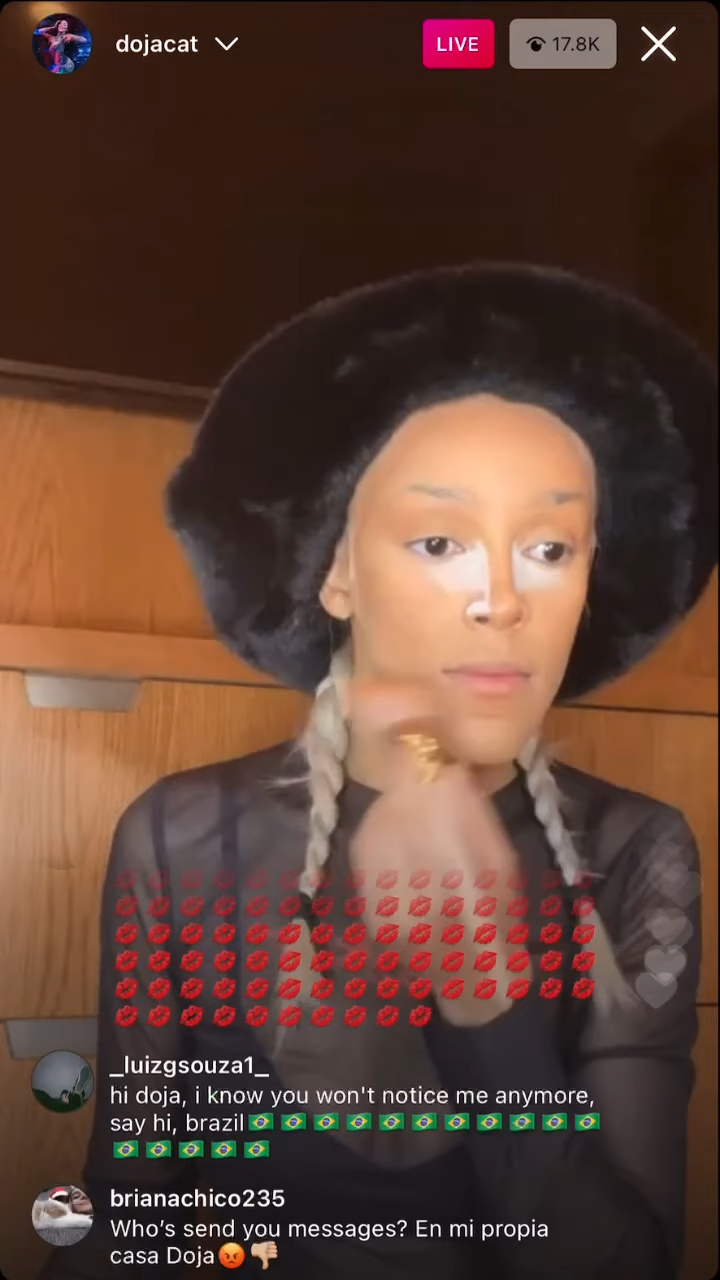 dojacat
LIVE
17.8K
💋💋💋💋💋💋💋💋💋💋💋💋💋💋💋
💋💋💋💋💋💋💋💋💋💋💋💋💋💋💋
💋💋💋💋💋💋💋💋💋💋💋💋💋💋💋
💋💋💋💋💋💋💋💋💋💋💋💋💋💋💋
💋💋💋💋💋💋💋💋💋💋💋💋💋💋💋
💋💋💋💋💋💋💋💋💋💋
_luizgsouza1_
hi doja, i know you won't notice me anymore,
say hi, brazil🇧🇷🇧🇷🇧🇷🇧🇷🇧🇷🇧🇷🇧🇷🇧🇷🇧🇷🇧🇷🇧🇷
🇧🇷🇧🇷🇧🇷🇧🇷🇧🇷
brianachico235
Who’s send you messages? En mi propia
casa Doja😡👎🏼